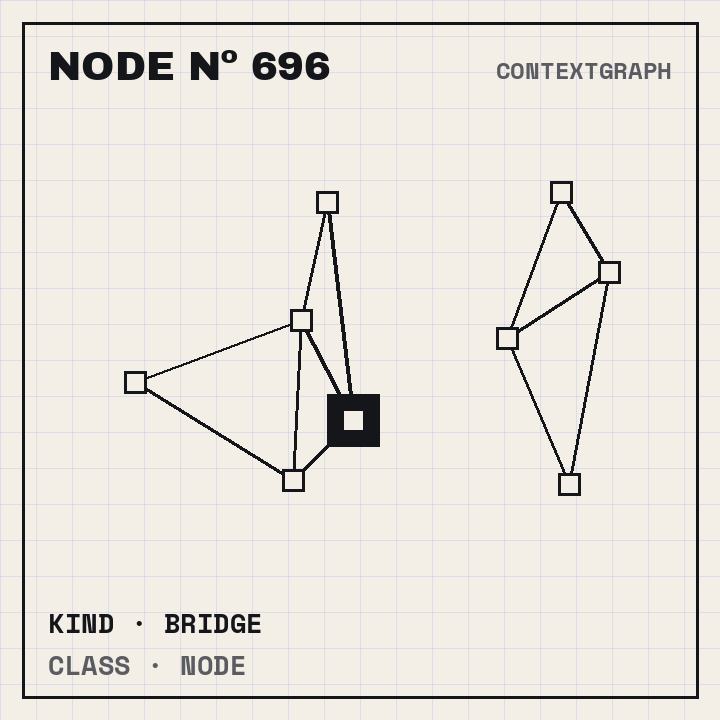 NODE Nº 696
CONTEXTGRAPH
KIND · BRIDGE
CLASS · NODE